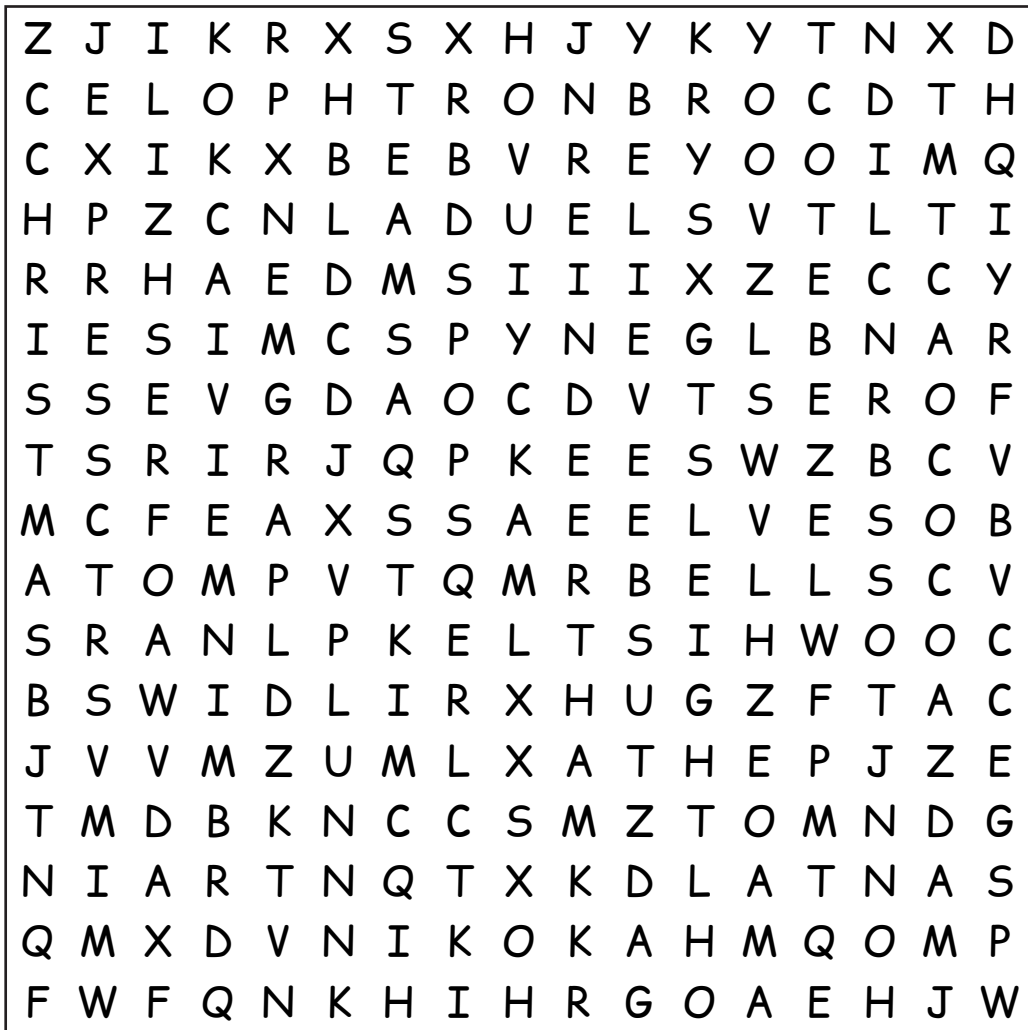 Z J I K R X S X H J Y K Y T N X D
C E L O P H T R O N B R O C D T H
C X I K X B E B V R E Y O O I M Q
H P Z C N L A D U E L S V T L T I
R R H A E D M S I I I X Z E C C Y
I E S I M C S P Y N E G L B N A R
S S E V G D A O C D V T S E R O F
T S R I R J Q P K E E S W Z B C V
M C F E A X S S A E E L V E S O B
A T O M P V T Q M R B E L L S C V
S R A N L P K E L T S I H W O O C
B S W I D L I R X H U G Z F T A C
J V V M Z U M L X A T H E P J Z E
T M D B K N C C S M Z T O M N D G
N I A R T N Q T X K D L A T N A S
Q M X D V N I K O K A H M Q O M P
F W F Q N K H I H R G O A E H J W